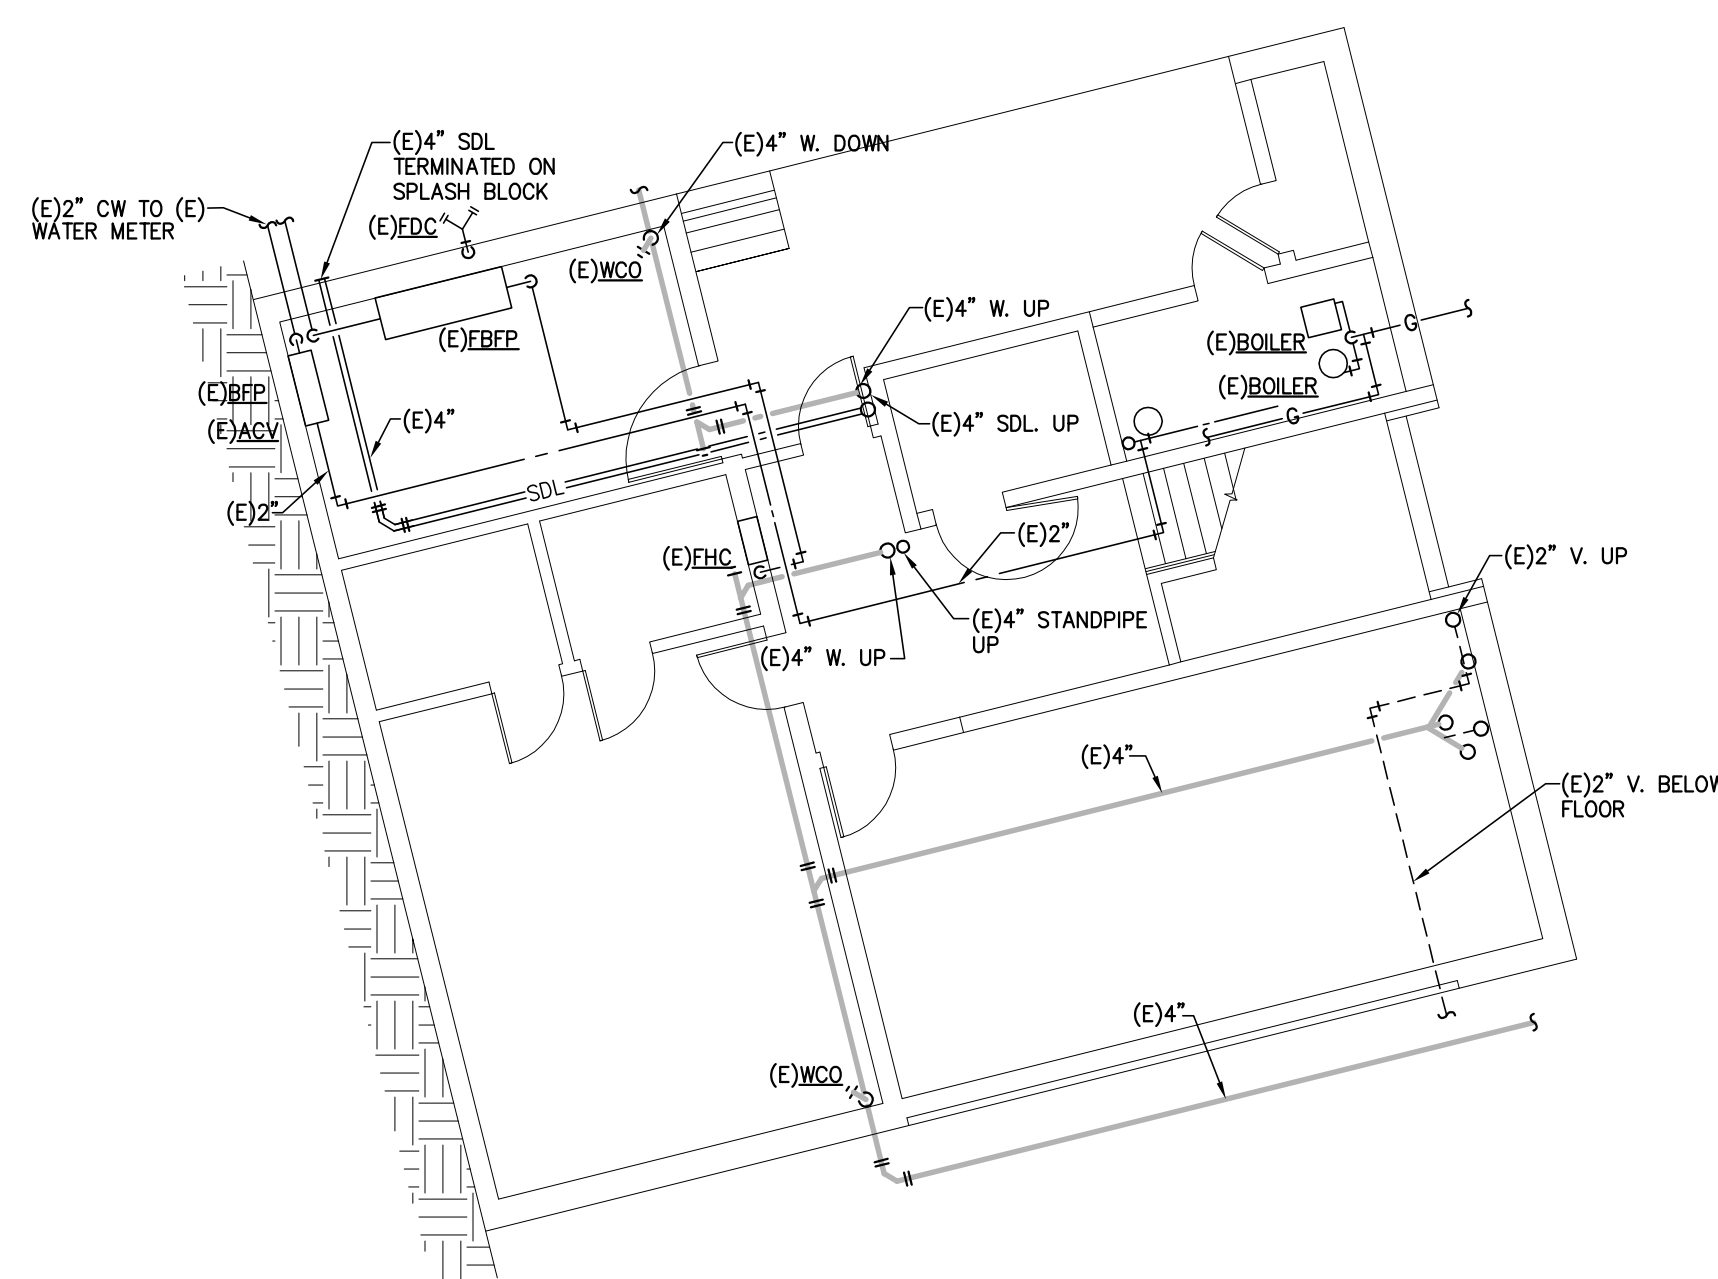 (E)4” SDL
TERMINATED ON
SPLASH BLOCK
(E)4” W. DOWN
(E)2” CW TO (E)
WATER METER
(E)FDC
(E)WCO
(E)4” W. UP
(E)FBFP
(E)BOILER
G
(E)BFP
(E)BOILER
(E)ACV
(E)4”
(E)4” SDL. UP
G
SDL
(E)2”
(E)2”
(E)FHC
(E)2” V. UP
(E)4” STANDPIPE
UP
(E)4” W. UP
(E)4”
(E)2” V. BELOW
FLOOR
(E)4”
(E)WCO